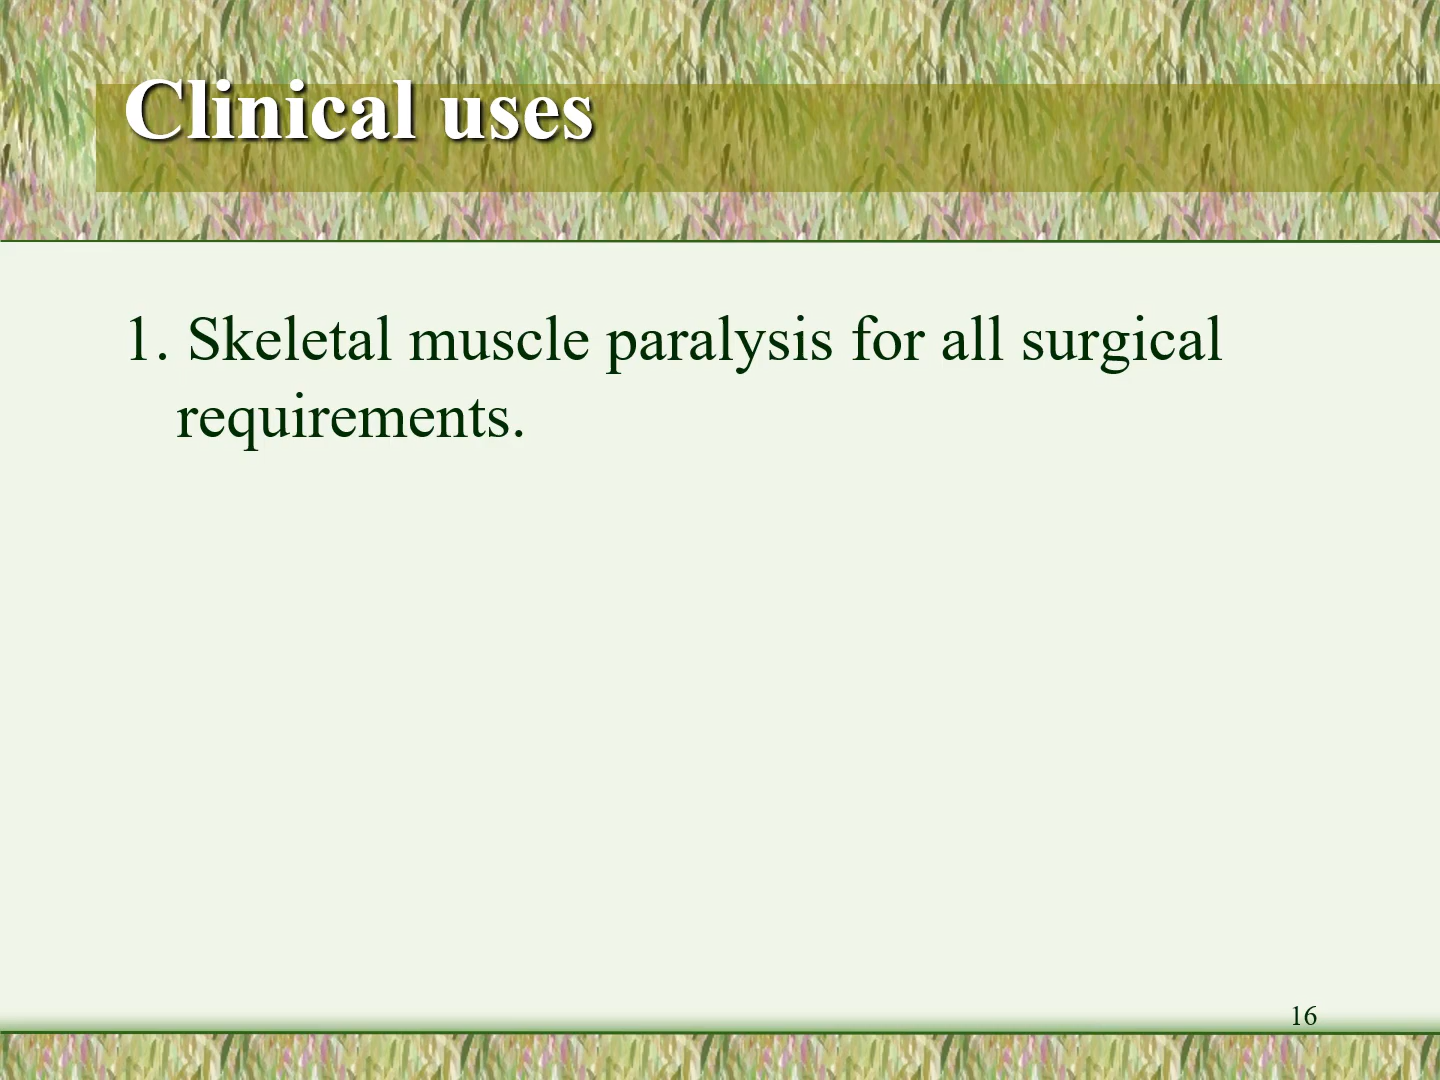 Clinical uses
1. Skeletal muscle paralysis for all surgical
requirements.
16